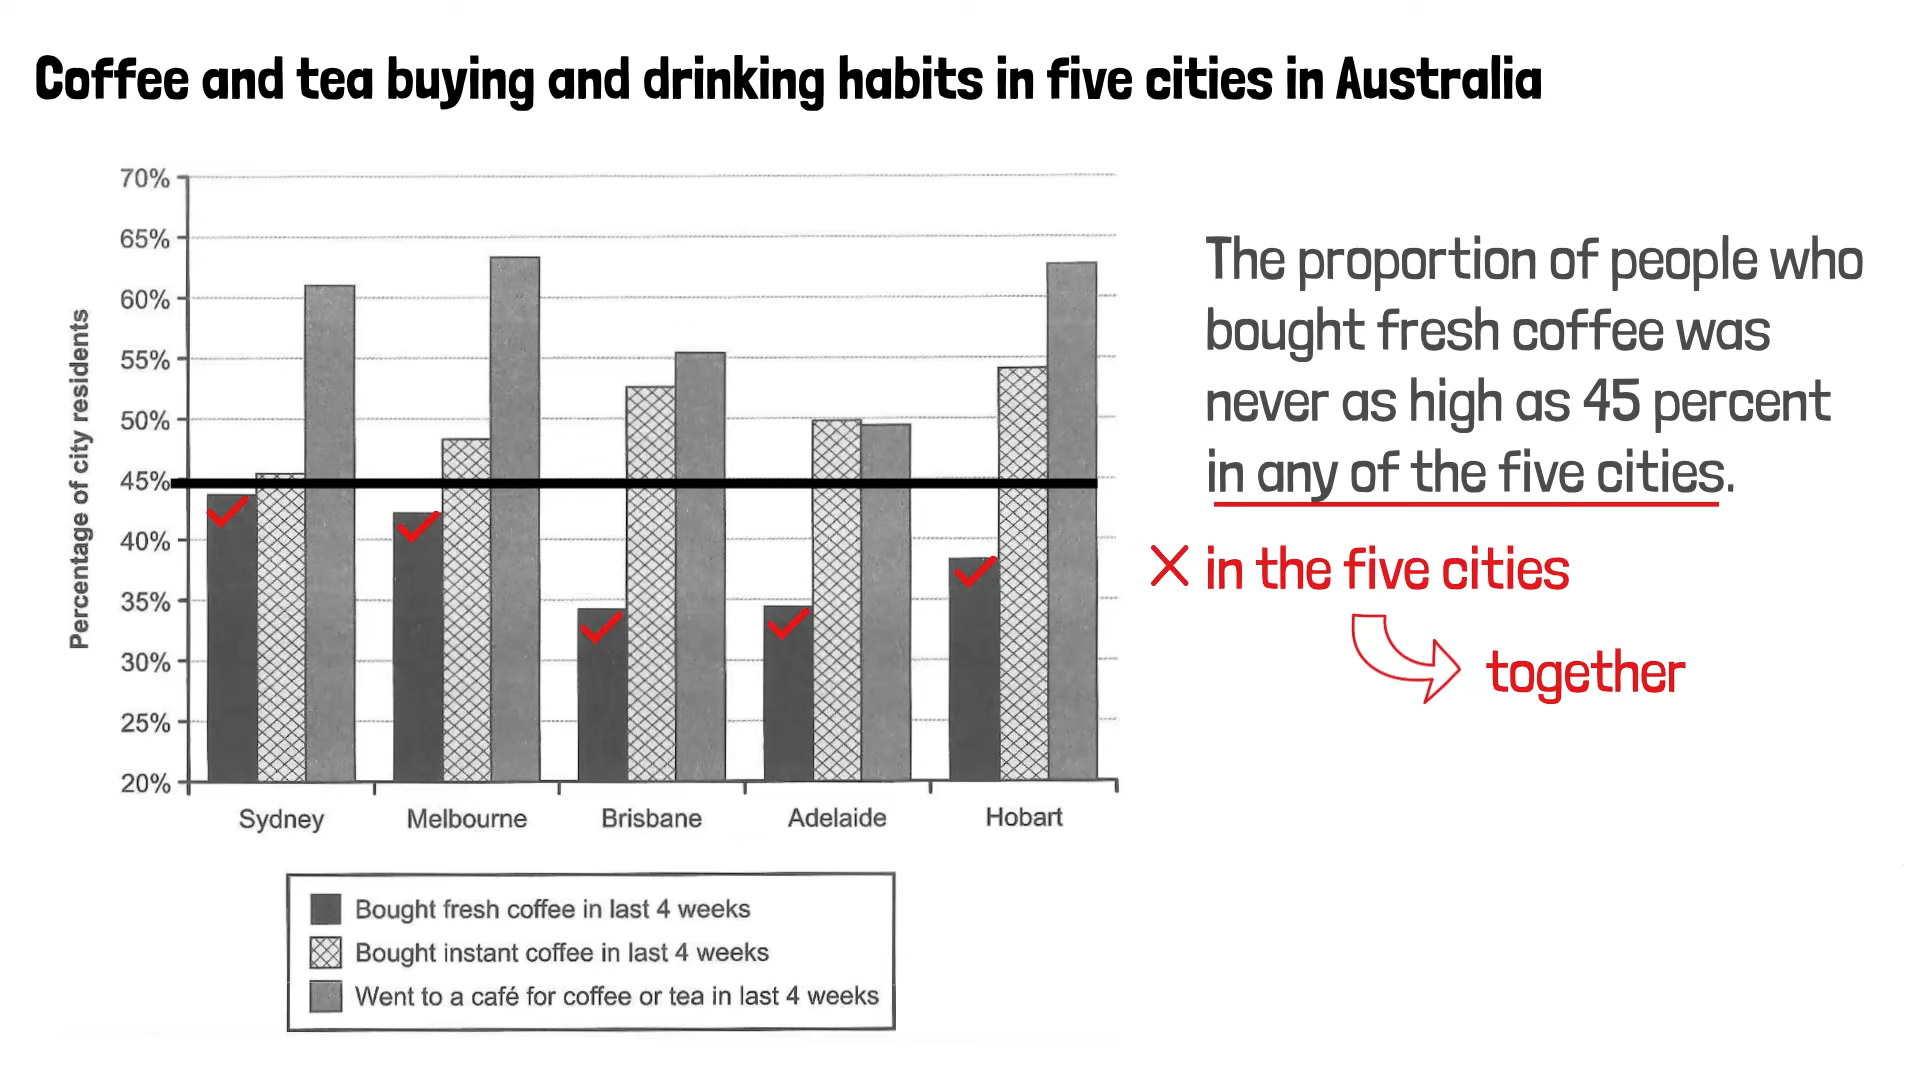 Coffee and tea buying and drinking habits in five cities in Australia
70%
65%
60%
55%
50%
45%
40%
35%
30%
25%
20%
Percentage of city residents
Sydney Melbourne Brisbane Adelaide Hobart
Bought fresh coffee in last 4 weeks
Bought instant coffee in last 4 weeks
Went to a café for coffee or tea in last 4 weeks
The proportion of people who
bought fresh coffee was
never as high as 45 percent
in any of the five cities.
in the five cities
together